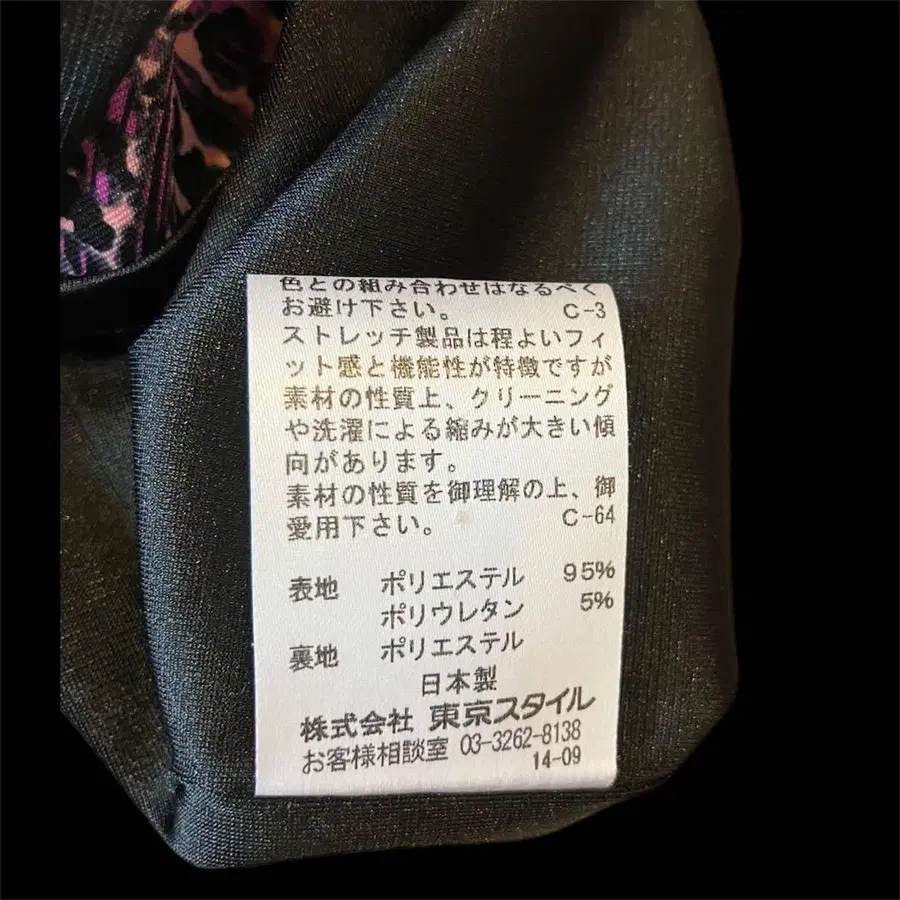 色との組み合わせはなるべく
お避け下さい。 C-3
ストレッチ製品は程よいフィ
ット感と機能性が特徴ですが
素材の性質上、クリーニング
や洗濯による縮みが大きい傾
向があります。
素材の性質を御理解の上、御
愛用下さい。 C-64
表地 ポリエステル 95%
ポリウレタン 5%
裏地 ポリエステル
日本製
株式会社 東京スタイル
お客様相談室 03-3262-8138
14-09